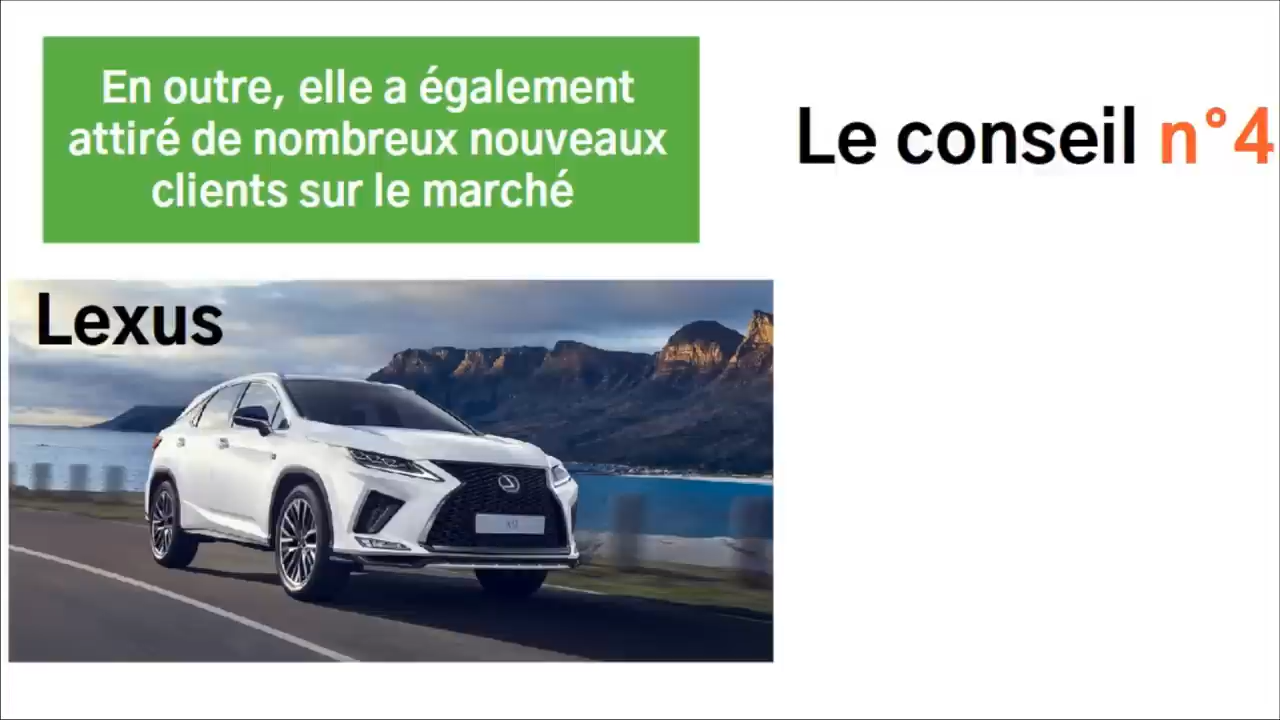 En outre, elle a également
attiré de nombreux nouveaux
clients sur le marché
Le conseil n°4
Lexus